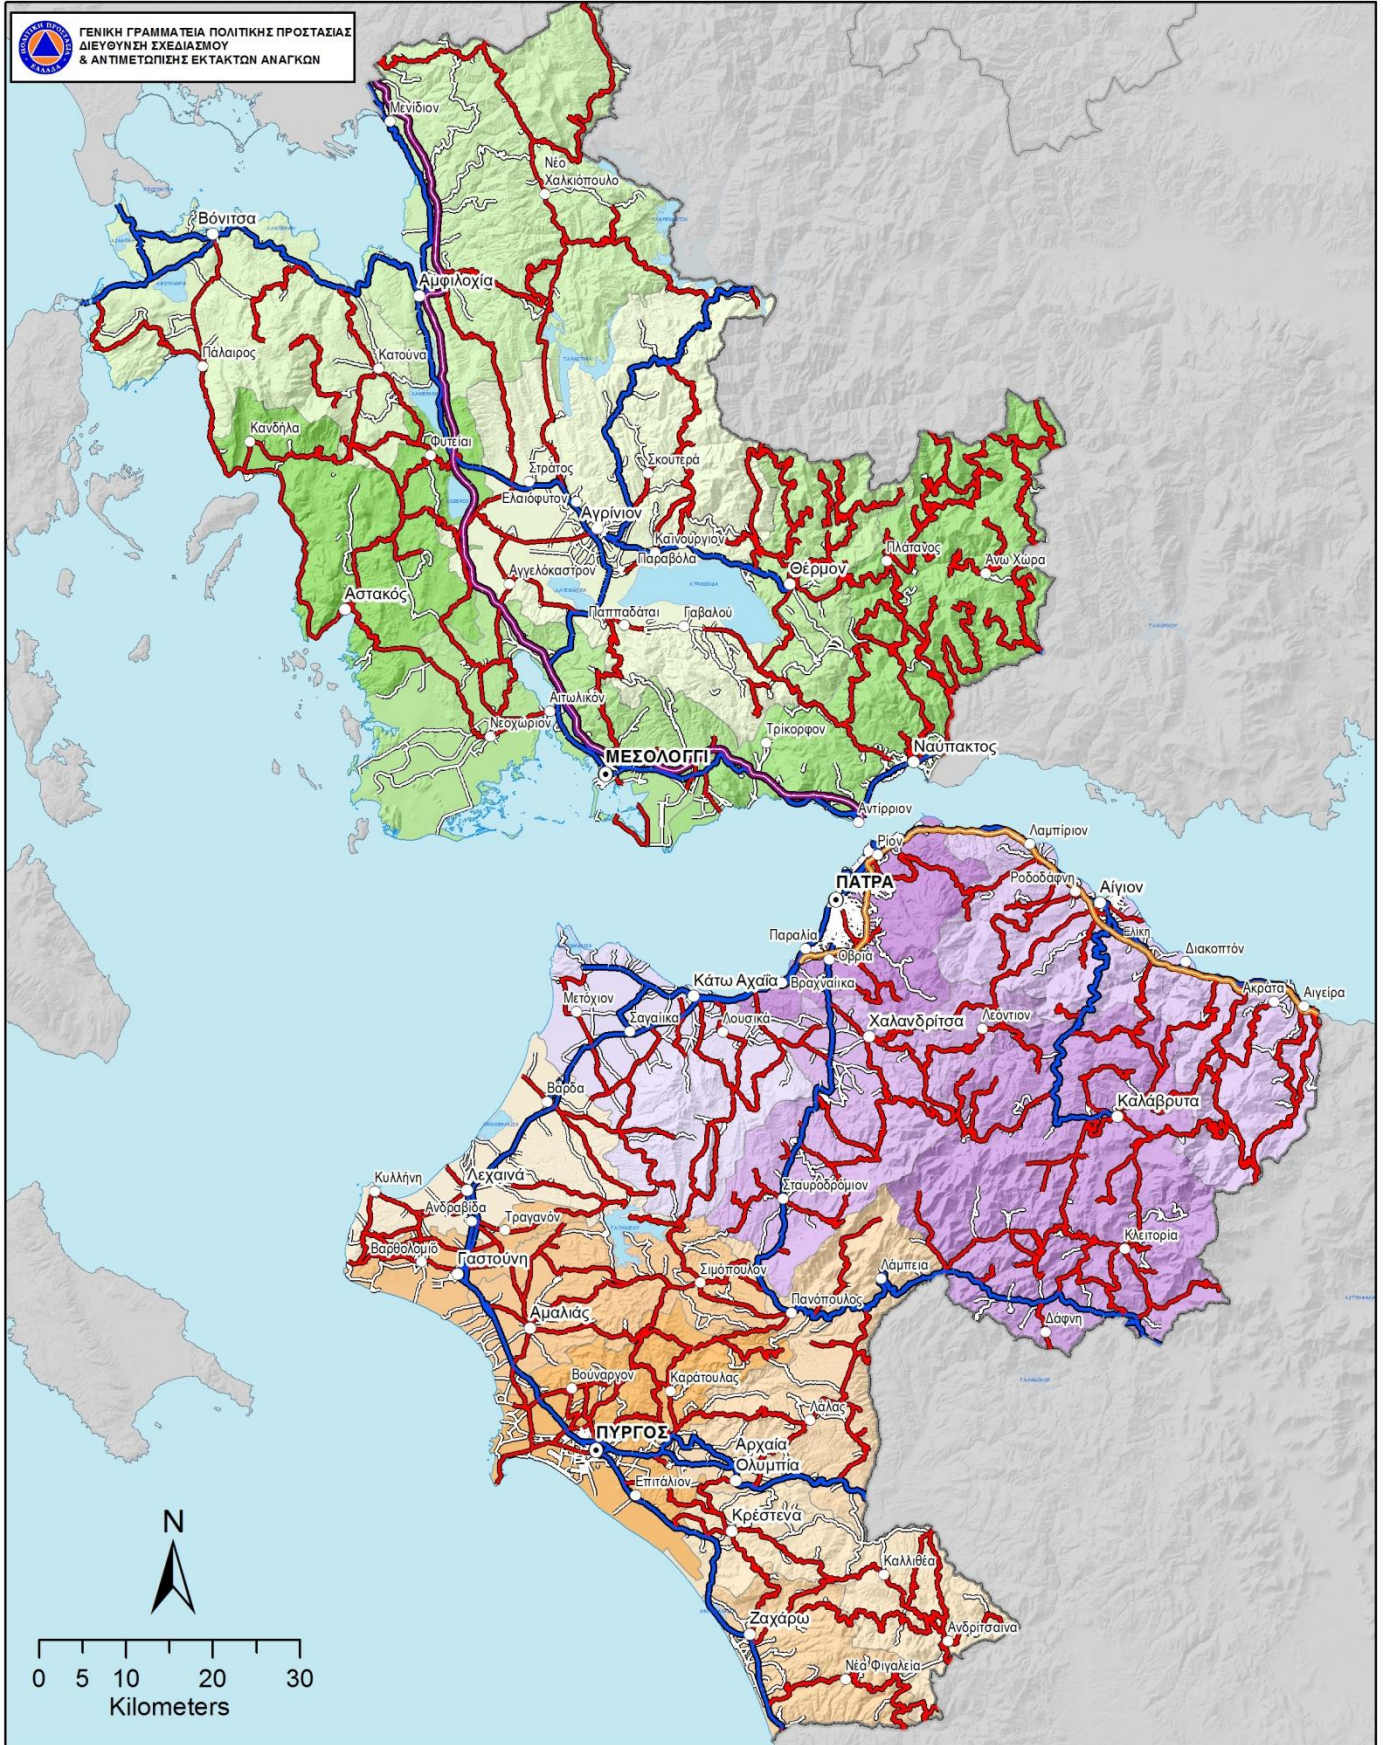 ΓΕΝΙΚΗ ΓΡΑΜΜΑΤΕΙΑ ΠΟΛΙΤΙΚΗΣ ΠΡΟΣΤΑΣΙΑΣ
ΔΙΕΥΘΥΝΣΗ ΣΧΕΔΙΑΣΜΟΥ
& ΑΝΤΙΜΕΤΩΠΙΣΗΣ ΕΚΤΑΚΤΩΝ ΑΝΑΓΚΩΝ
ΠΟΛΙΤΙΚΗ ΠΡΟΣΤΑΣΙΑ
ΕΛΛΑΔΑ
Μενίδιον
Νέο
Χαλκιόπουλο
Βόνιτσα
Αμφιλοχία
Πάλαιρος
Κατούνα
Κανδήλα
Φυτείαι
Στράτος
Σκουτερά
Ελαιόφυτον
Αγρίνιον
Καινούργιον
Παραβόλα
Πλάτανος
Άνω Χώρα
Θέρμον
Αγγελόκαστρον
Αστακός
Παππαδάται
Γαβαλού
Αιτωλικόν
Νεοχωριον
Τρίκορφον
Ναύπακτος
ΜΕΣΟΛΟΓΓΙ
Αντίρριον
Ρίον
Λαμπίριον
ΠΑΤΡΑ
Ροδοδάφνη
Αίγιον
Ελίκη
Παραλία
Οβριά
Διακοπτόν
Βραχναίικα
Κάτω Αχαΐα
Μετόχιον
Ακράτα
Αιγείρα
Σαγαίικα
Λουσικά
Χαλανδρίτσα
Λεόντιον
Βάρδα
Καλάβρυτα
Κυλλήνη
Λεχαινά
Σταυροδρόμιον
Ανδραβίδα
Τραγανόν
Βαρθολομιό
Γαστούνη
Κλειτορία
Σιμόπουλον
Λάμπεια
Πανόπουλος
Αμαλιάς
Δάφνη
Βούναργον
Καράτουλας
Λάλας
ΠΥΡΓΟΣ
Αρχαία
Ολυμπία
Επιτάλιον
Κρέστενα
Καλλιθέα
Ζαχάρω
Ανδρίτσαινα
Νέα Φιγαλεία
N
0 5 10 20 30
Kilometers